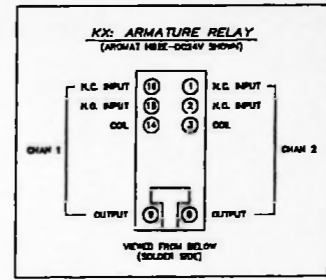 KX: ARMATURE RELAY
(AROMAT HB2E-DC24V SHOWN)
N.C. INPUT 16 1 N.C. INPUT
N.O. INPUT 15 2 N.O. INPUT
COIL 14 3 COIL
CHAN 1 CHAN 2
OUTPUT 9 8 OUTPUT
VIEWED FROM BELOW
(SOLDER SIDE)